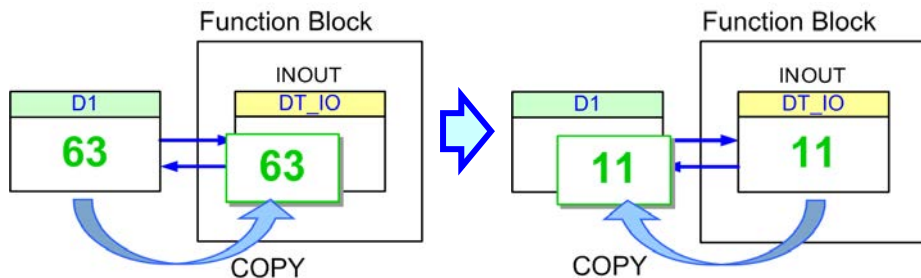 Function Block
INOUT
D1
DT_IO
63
63
COPY
Function Block
INOUT
D1
DT_IO
11
11
COPY